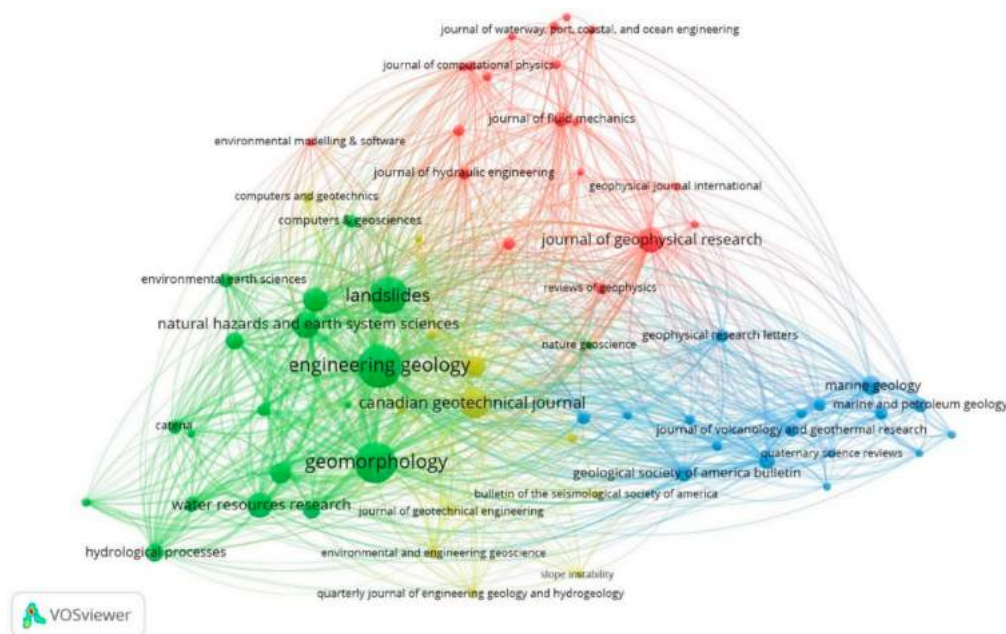 journal of waterway, port, coastal, and ocean engineering
journal of computational physics
journal of fluid mechanics
environmental modelling & software
journal of hydraulic engineering
geophysical journal international
computers and geotechnics
computers & geosciences
journal of geophysical research
environmental earth sciences
reviews of geophysics
landslides
natural hazards and earth system sciences
geophysical research letters
nature geoscience
engineering geology
marine geology
canadian geotechnical journal
marine and petroleum geology
catena
journal of volcanology and geothermal research
quaternary science reviews
geomorphology
geological society of america bulletin
bulletin of the seismological society of america
water resources research
journal of geotechnical engineering
hydrological processes
environmental and engineering geoscience
slope instability
quarterly journal of engineering geology and hydrogeology
VOSviewer